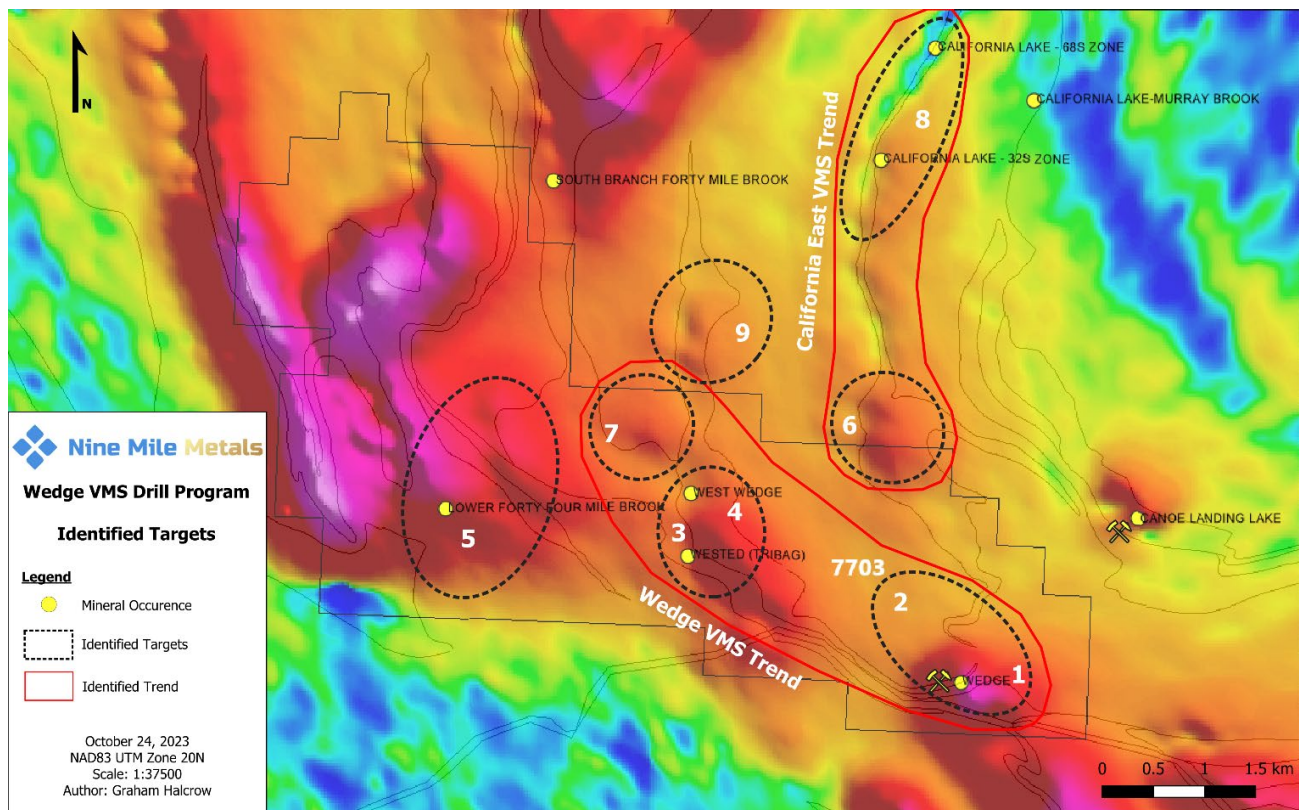 N
CALIFORNIA LAKE - 68S ZONE
CALIFORNIA LAKE-MURRAY BROOK
8
CALIFORNIA LAKE - 32S ZONE
SOUTH BRANCH FORTY MILE BROOK
California East VMS Trend
9
7
6
WEST WEDGE
4
LOWER FORTY FOUR MILE BROOK
5
3
WESTED (TRIBAG)
CANOE LANDING LAKE
7703
2
Wedge VMS Trend
WEDGE
1
Nine Mile Metals
Wedge VMS Drill Program
Identified Targets
Legend
Mineral Occurence
Identified Targets
Identified Trend
October 24, 2023
NAD83 UTM Zone 20N
Scale: 1:37500
Author: Graham Halcrow
0 0.5 1 1.5 km